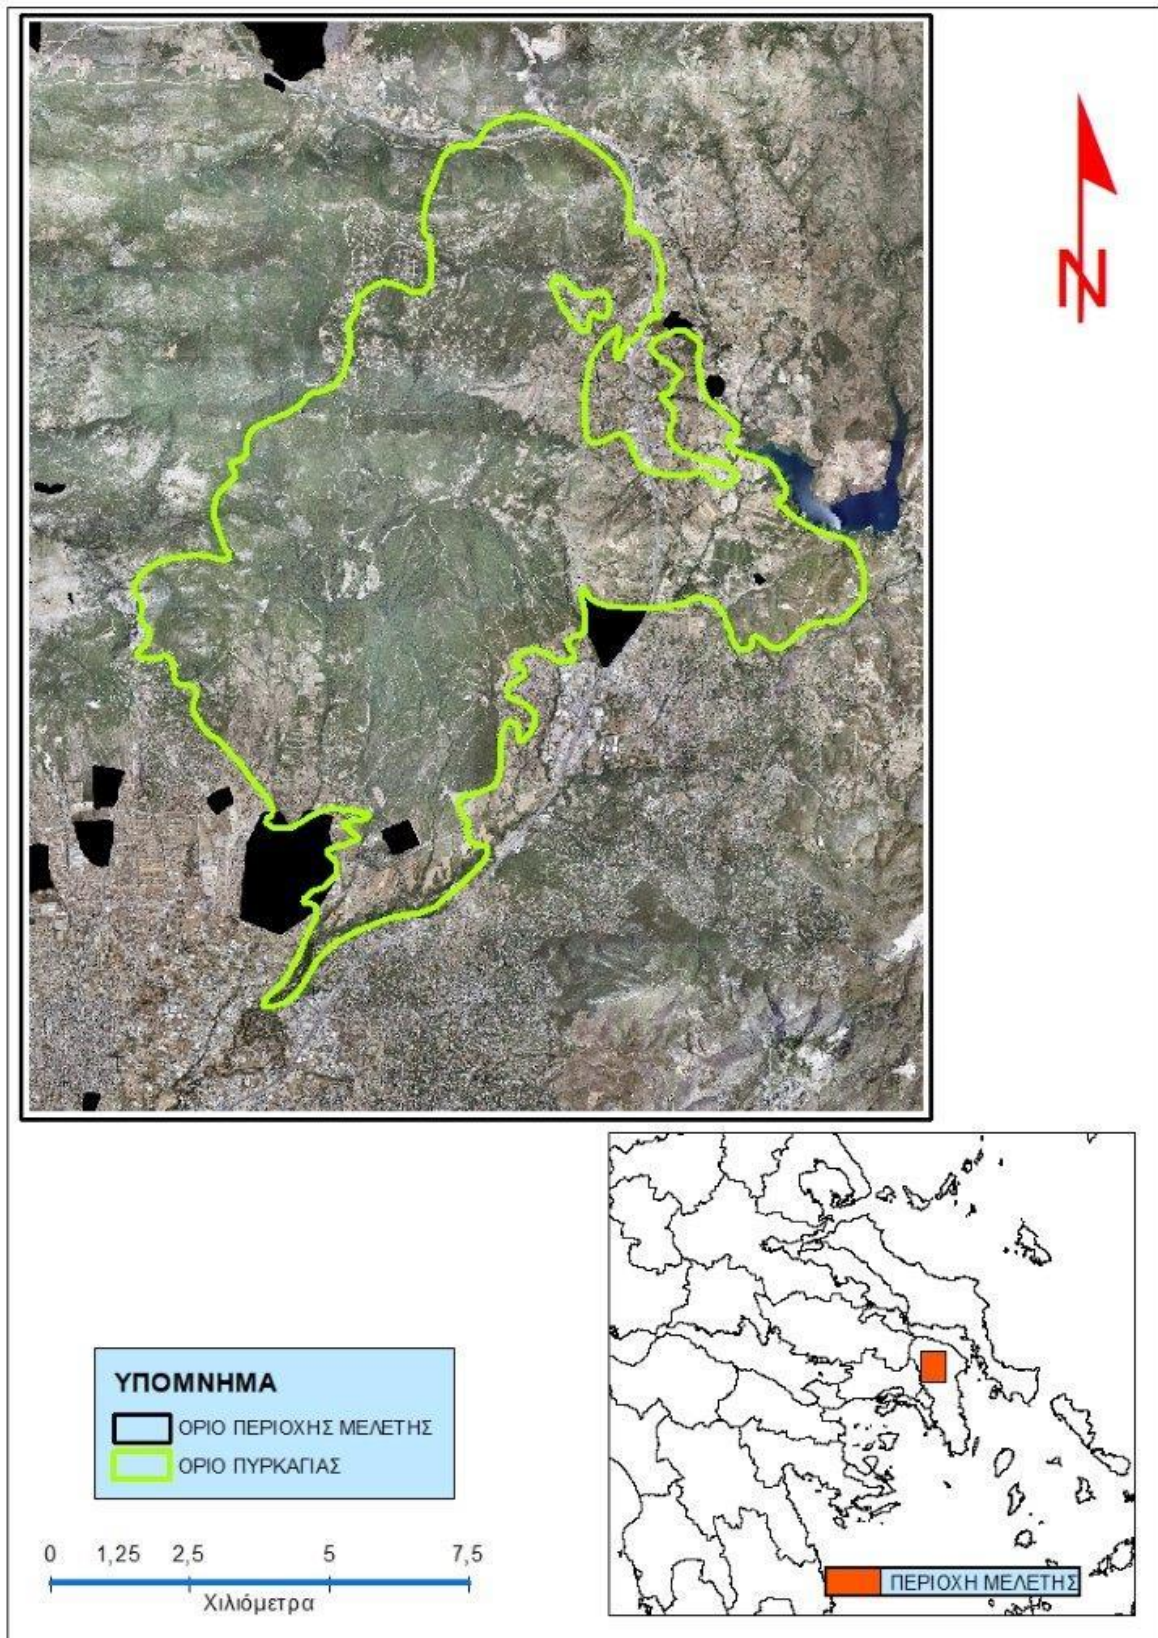 N
ΥΠΟΜΝΗΜΑ
ΟΡΙΟ ΠΕΡΙΟΧΗΣ ΜΕΛΕΤΗΣ
ΟΡΙΟ ΠΥΡΚΑΓΙΑΣ
0 1,25 2,5 5 7,5
Χιλιόμετρα
ΠΕΡΙΟΧΗ ΜΕΛΕΤΗΣ